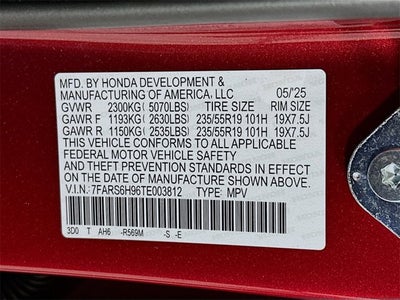 MFD. BY HONDA DEVELOPMENT &
MANUFACTURING OF AMERICA, LLC 05/'25
GVWR 2300KG (5070LBS) TIRE SIZE RIM SIZE
GAWR F 1193KG (2630LBS) 235/55R19 101H 19X7.5J
GAWR R 1150KG (2535LBS) 235/55R19 101H 19X7.5J
THIS VEHICLE CONFORMS TO ALL APPLICABLE
FEDERAL MOTOR VEHICLE SAFETY AND
THEFT PREVENTION STANDARDS IN EFFECT
ON THE DATE OF MANUFACTURE SHOWN ABOVE.
V.I.N.: 7FARS6H96TE003812 TYPE: MPV
3D0 T AH6 -R569M -S -E